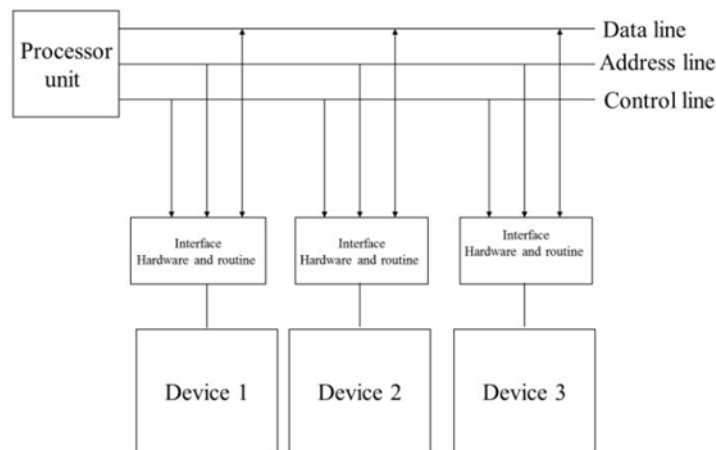 Processor
unit
Data line
Address line
Control line
Interface
Hardware and routine
Interface
Hardware and routine
Interface
Hardware and routine
Device 1
Device 2
Device 3